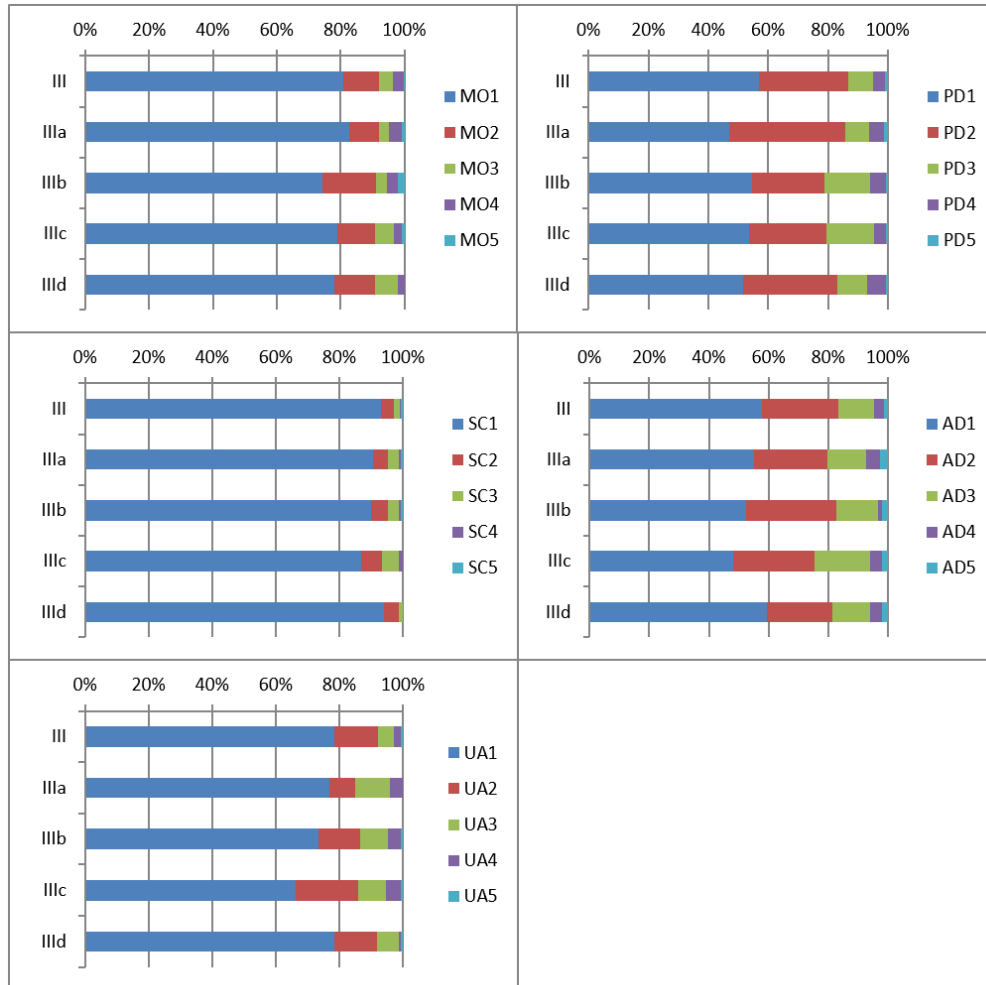 0% 20% 40% 60% 80% 100%
III
IIIa
IIIb
IIIc
IIId
MO1
MO2
MO3
MO4
MO5
0% 20% 40% 60% 80% 100%
III
IIIa
IIIb
IIIc
IIId
PD1
PD2
PD3
PD4
PD5
0% 20% 40% 60% 80% 100%
III
IIIa
IIIb
IIIc
IIId
SC1
SC2
SC3
SC4
SC5
0% 20% 40% 60% 80% 100%
III
IIIa
IIIb
IIIc
IIId
AD1
AD2
AD3
AD4
AD5
0% 20% 40% 60% 80% 100%
III
IIIa
IIIb
IIIc
IIId
UA1
UA2
UA3
UA4
UA5